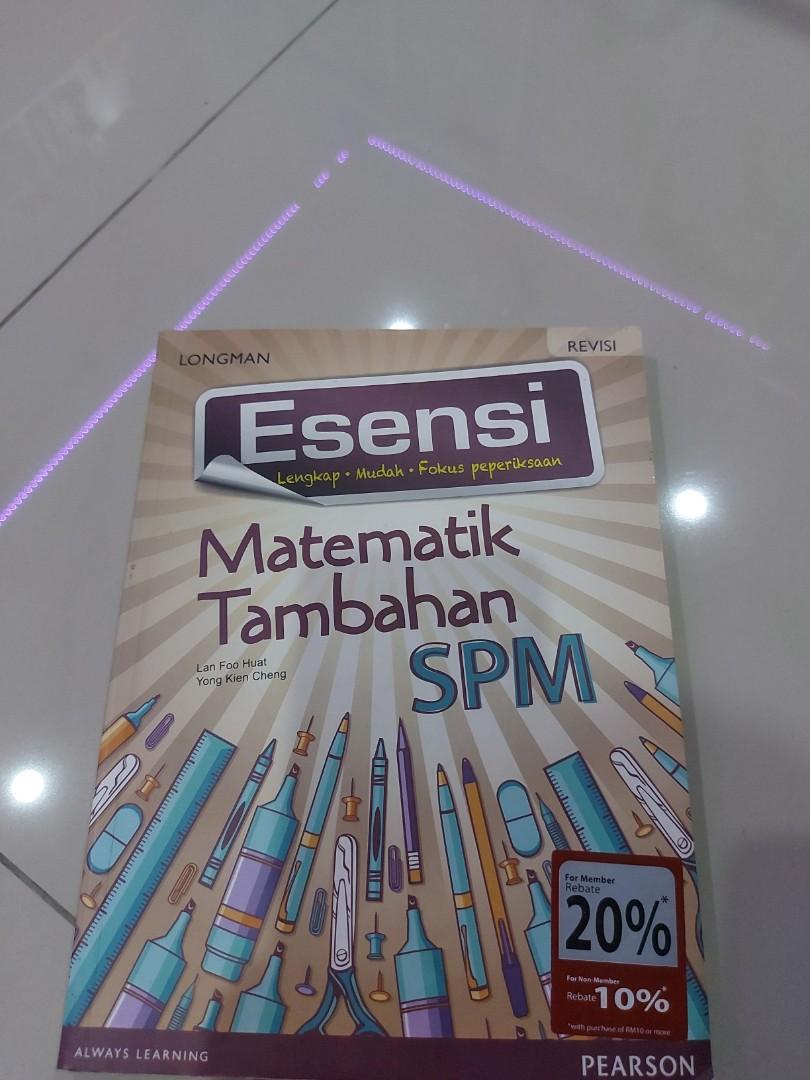 LONGMAN
REVISI
Esensi
Lengkap • Mudah • Fokus peperiksaan
Matematik
Tambahan
SPM
Lan Foo Huat
Yong Kien Cheng
For Member
Rebate
20%*
For Non-Member
Rebate 10%*
*with purchase of RM10 or more
ALWAYS LEARNING
PEARSON